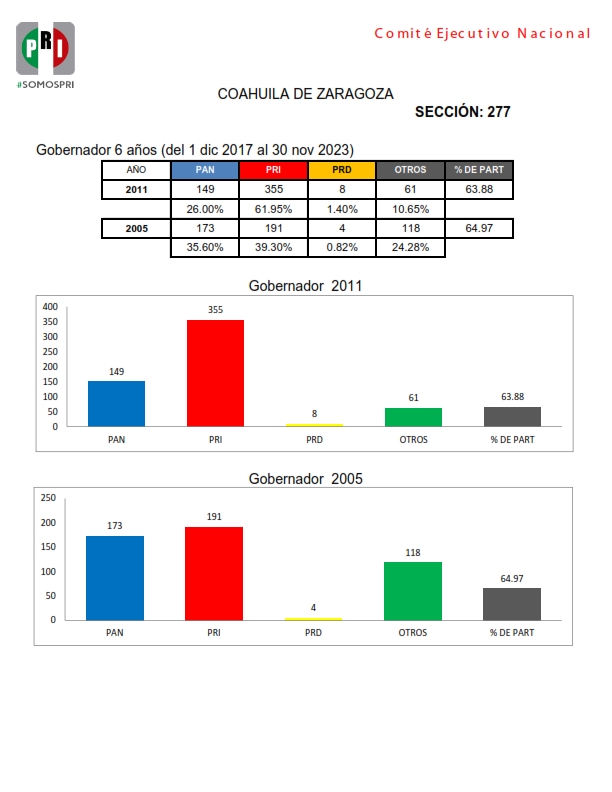 PRI
#SOMOSPRI
Comité Ejecutivo Nacional
COAHUILA DE ZARAGOZA
SECCIÓN: 277
Gobernador 6 años (del 1 dic 2017 al 30 nov 2023)
AÑO PAN PRI PRD OTROS % DE PART
2011 149 355 8 61 63.88
26.00% 61.95% 1.40% 10.65%
2005 173 191 4 118 64.97
35.60% 39.30% 0.82% 24.28%
Gobernador 2011
400
350
300
250
200
150
100
50
0
149
355
8
61
63.88
PAN PRI PRD OTROS % DE PART
Gobernador 2005
250
200
150
100
50
0
173
191
4
118
64.97
PAN PRI PRD OTROS % DE PART